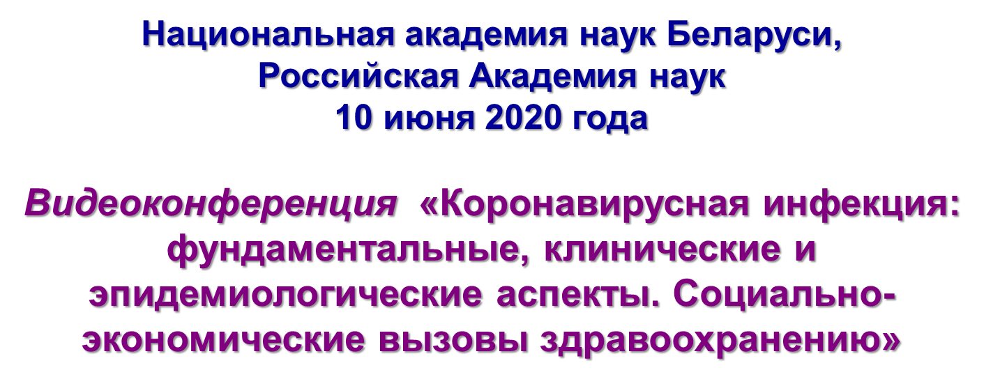 Национальная академия наук Беларуси,
Российская Академия наук
10 июня 2020 года
Видеоконференция «Коронавирусная инфекция:
фундаментальные, клинические и
эпидемиологические аспекты. Социально-
экономические вызовы здравоохранению»